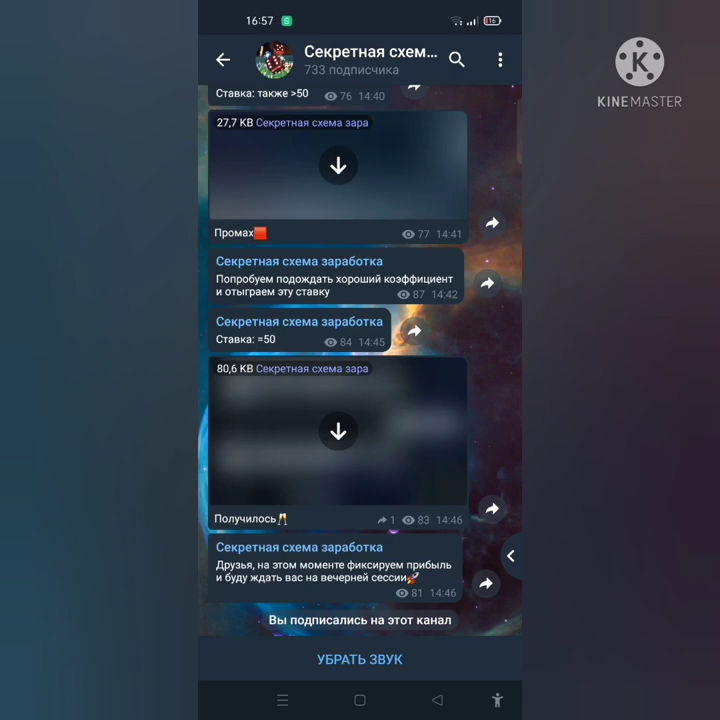 16:57
16
Секретная схем...
733 подписчика
K
KINEMASTER
Ставка: также >50 76 14:40
27,7 KB Секретная схема зара
Промах 77 14:41
Секретная схема заработка
Попробуем подождать хороший коэффициент
и отыграем эту ставку 87 14:42
Секретная схема заработка
Ставка: =50 84 14:45
80,6 KB Секретная схема зара
Получилось🥂 1 83 14:46
Секретная схема заработка
Друзья, на этом моменте фиксируем прибыль
и буду ждать вас на вечерней сессии🚀
81 14:46
Вы подписались на этот канал
УБРАТЬ ЗВУК